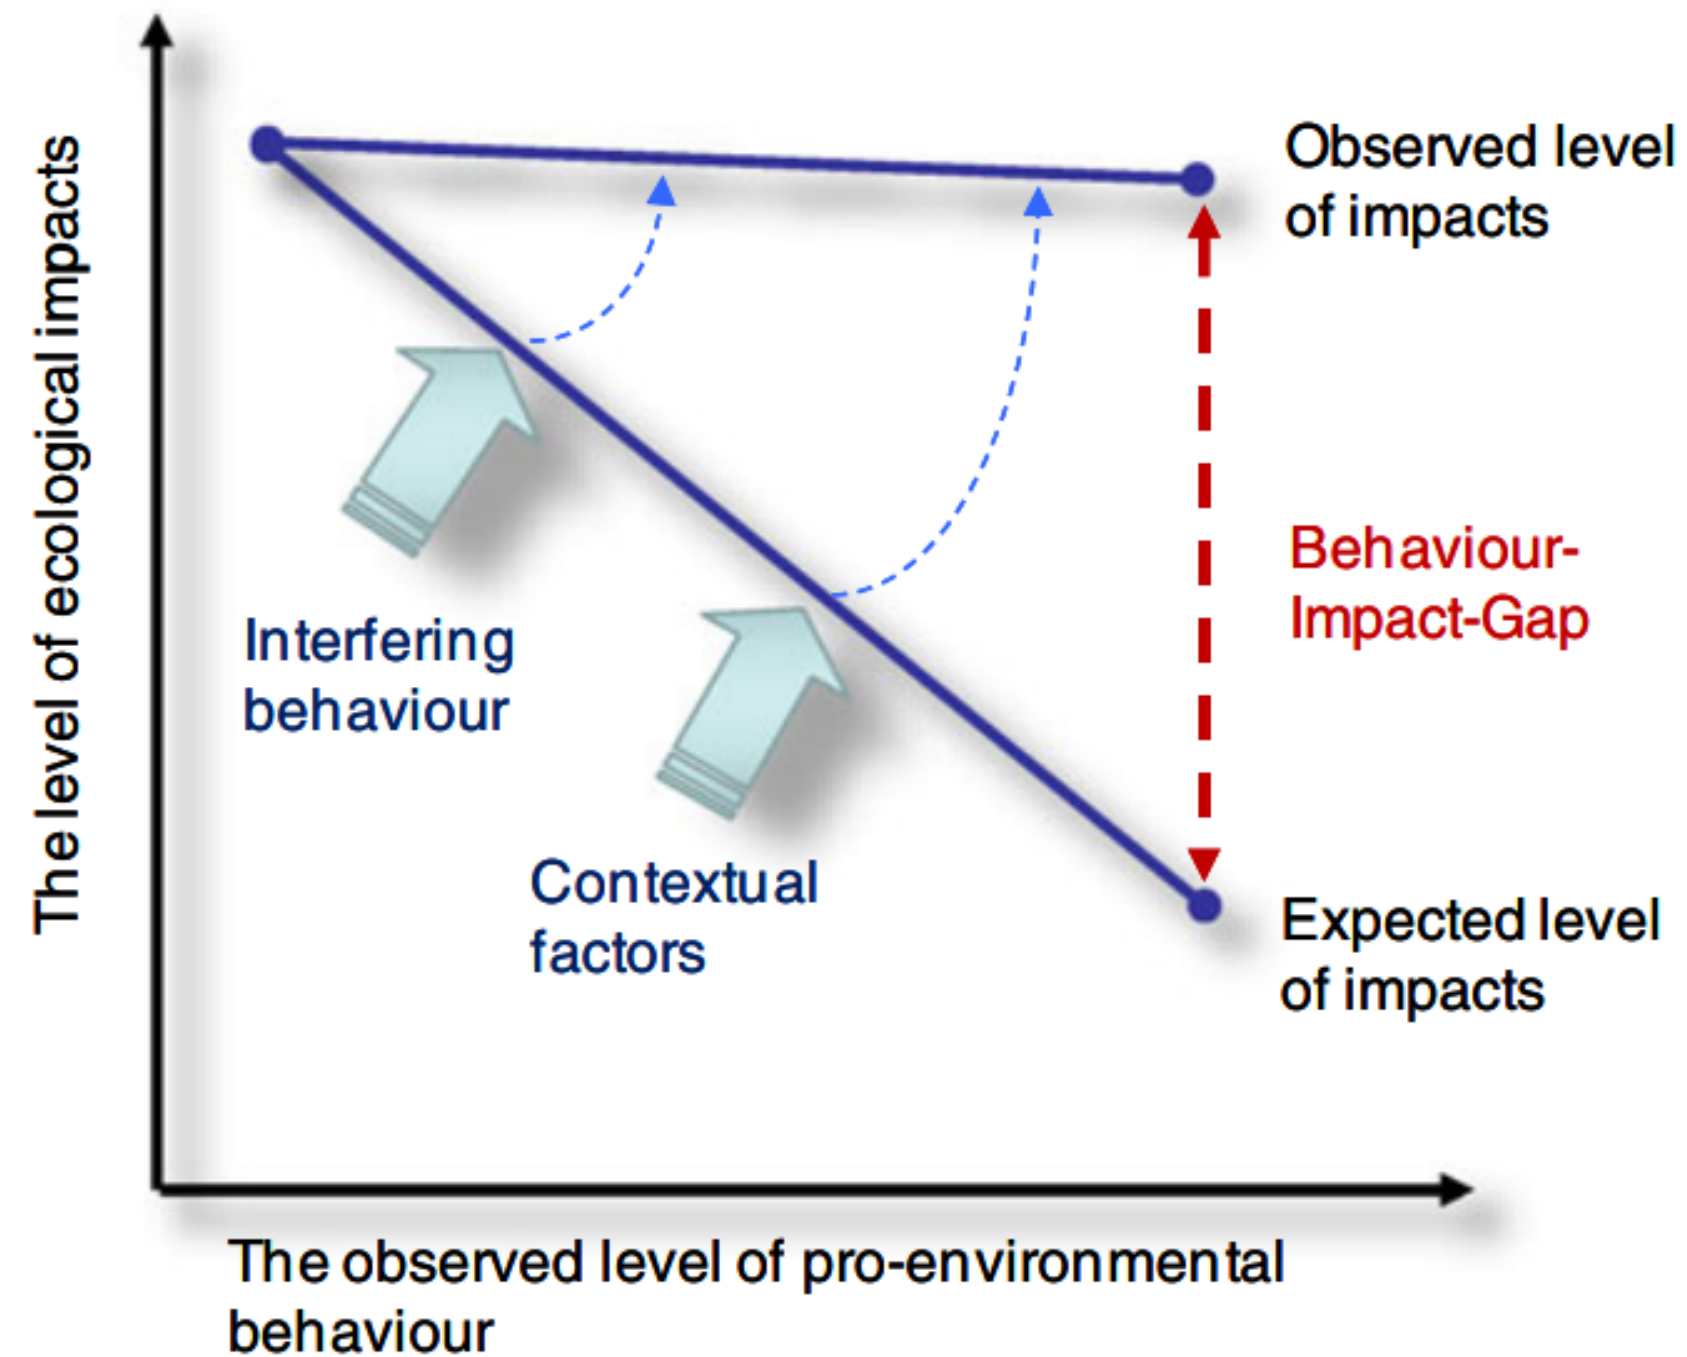 The level of ecological impacts
Observed level
of impacts
Behaviour-
Impact-Gap
Interfering
behaviour
Contextual
factors
Expected level
of impacts
The observed level of pro-environmental
behaviour